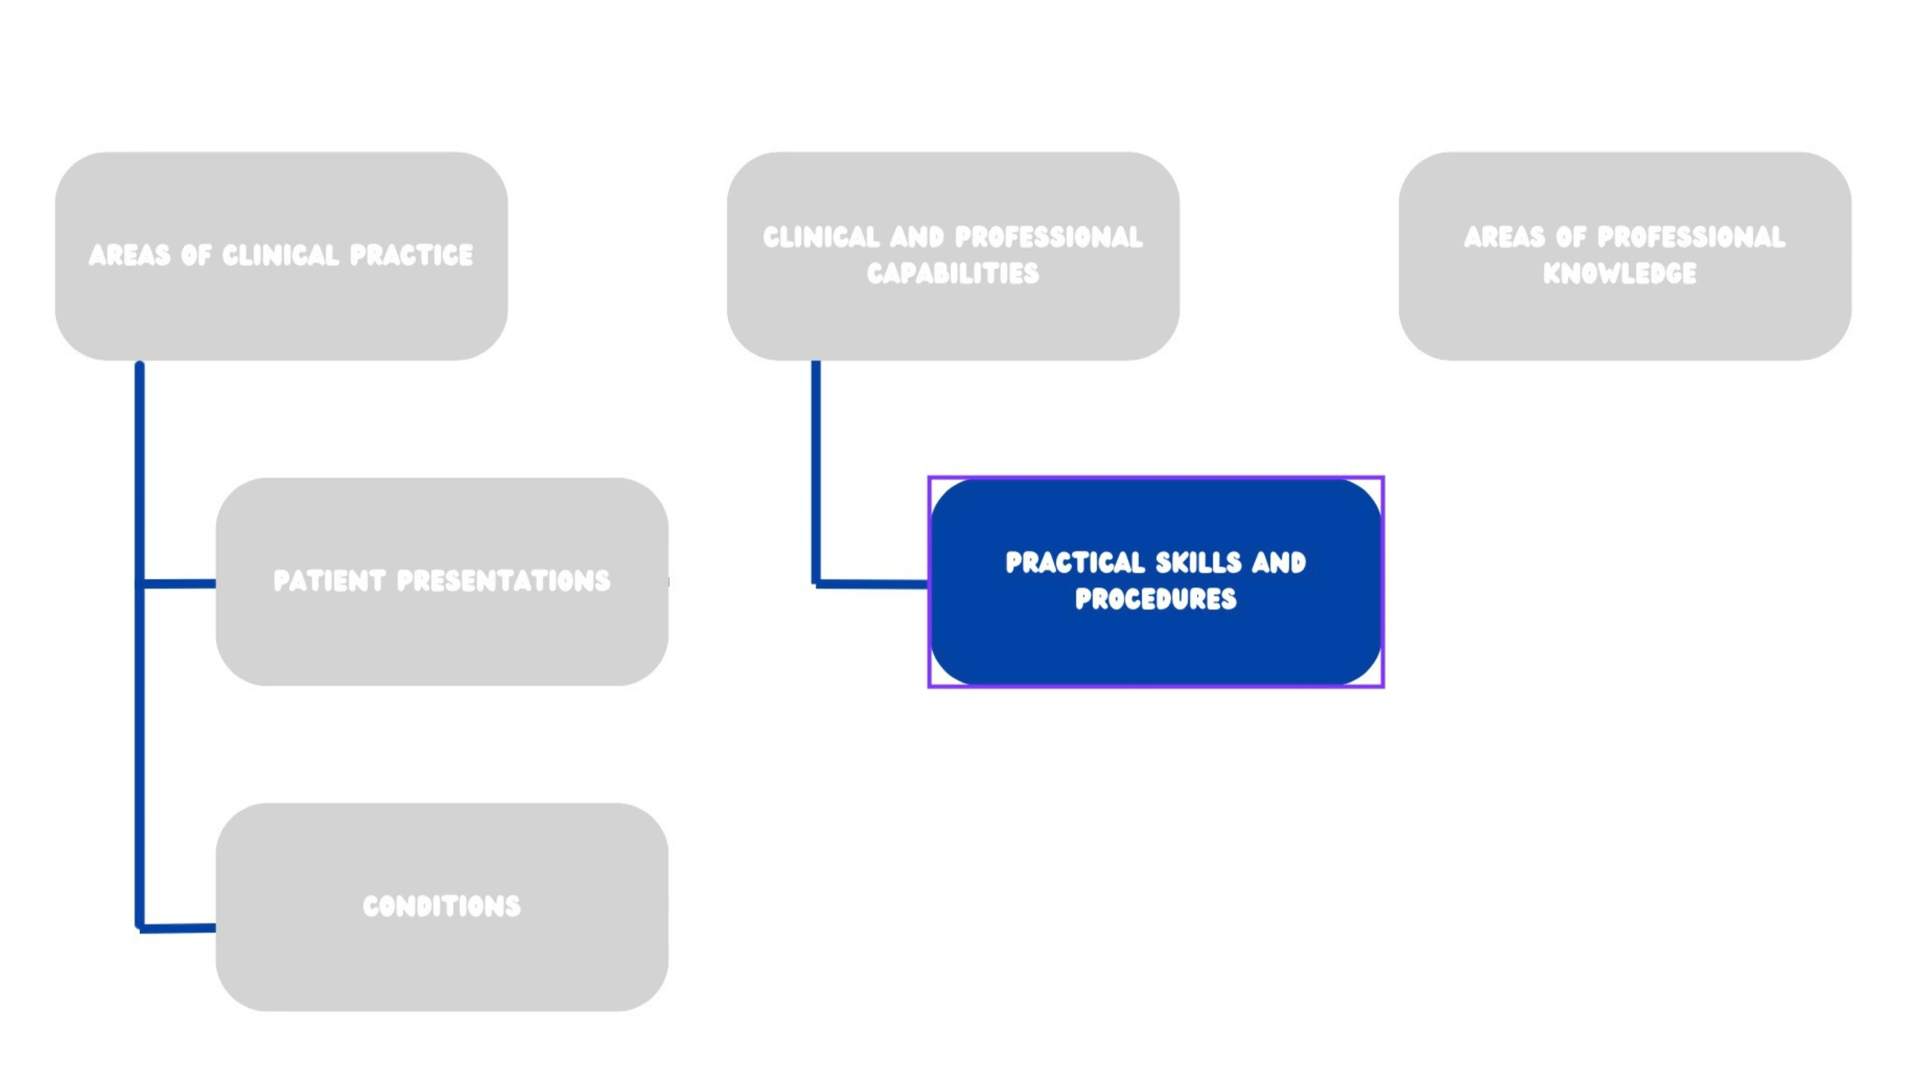 AREAS OF CLINICAL PRACTICE
CLINICAL AND PROFESSIONAL
CAPABILITIES
AREAS OF PROFESSIONAL
KNOWLEDGE
PATIENT PRESENTATIONS
PRACTICAL SKILLS AND
PROCEDURES
CONDITIONS